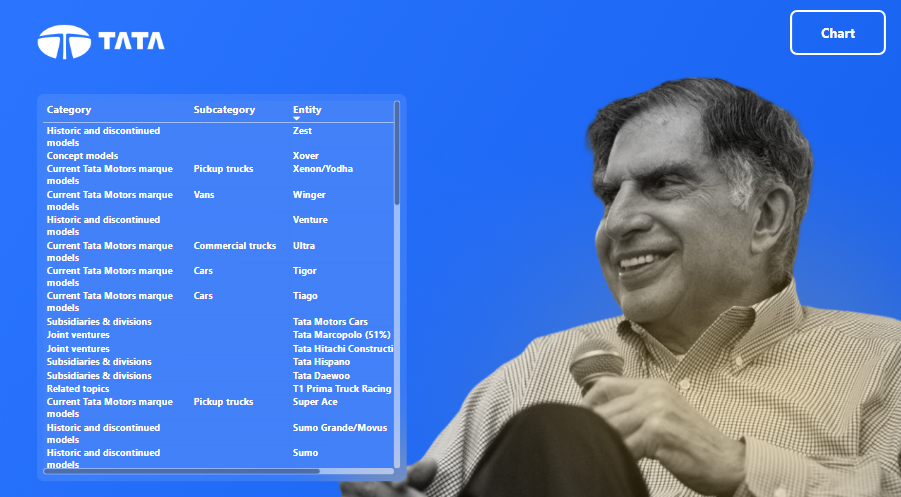 TATA
Chart
Category Subcategory Entity
Historic and discontinued Zest
models
Concept models Xover
Current Tata Motors marque Pickup trucks Xenon/Yodha
models
Current Tata Motors marque Vans Winger
models
Historic and discontinued Venture
models
Current Tata Motors marque Commercial trucks Ultra
models
Current Tata Motors marque Cars Tigor
models
Current Tata Motors marque Cars Tiago
models
Subsidiaries & divisions Tata Motors Cars
Joint ventures Tata Marcopolo (51%)
Joint ventures Tata Hitachi Constructi
Subsidiaries & divisions Tata Hispano
Subsidiaries & divisions Tata Daewoo
Related topics T1 Prima Truck Racing
Current Tata Motors marque Pickup trucks Super Ace
models
Historic and discontinued Sumo Grande/Movus
models
Historic and discontinued Sumo
models